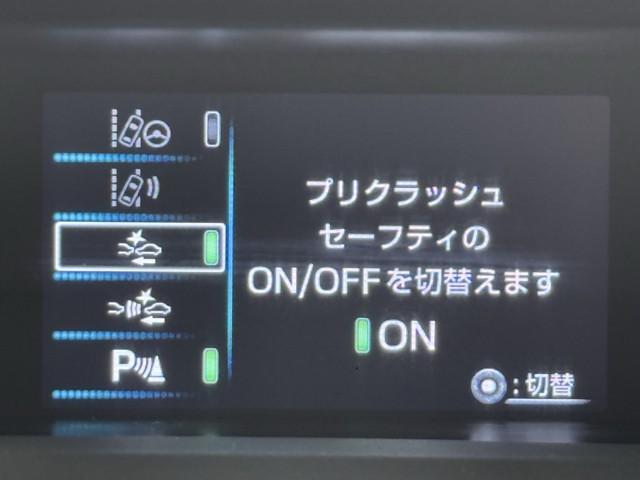 プリクラッシュ
セーフティの
ON/OFFを切替えます
ON
:切替
P